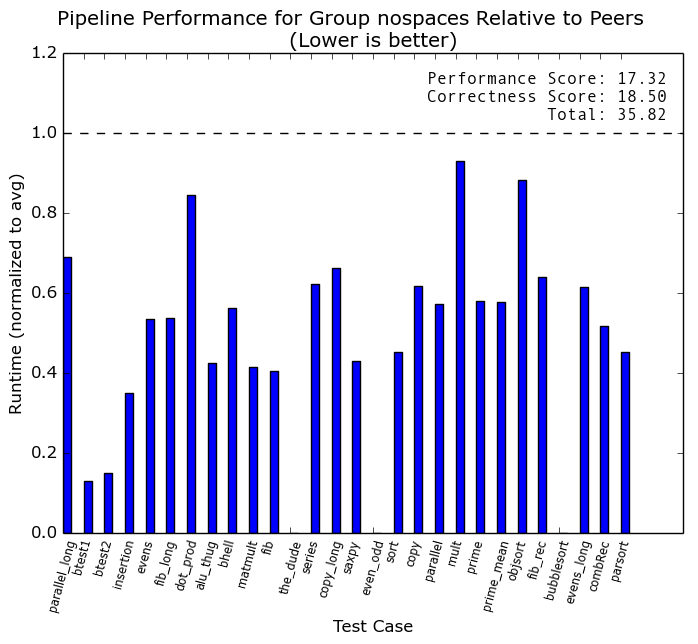 Pipeline Performance for Group nospaces Relative to Peers
(Lower is better)
Performance Score: 17.32
Correctness Score: 18.50
Total: 35.82
Runtime (normalized to avg)
1.2
1.0
0.8
0.6
0.4
0.2
0.0
parallel_long
btest1
btest2
insertion
evens
fib_long
dot_prod
alu_thug
bhell
matmult
fib
the_dude
series
copy_long
saxpy
even_odd
sort
copy
parallel
mult
prime
prime_mean
objsort
fib_rec
bubblesort
evens_long
combRec
parsort
Test Case